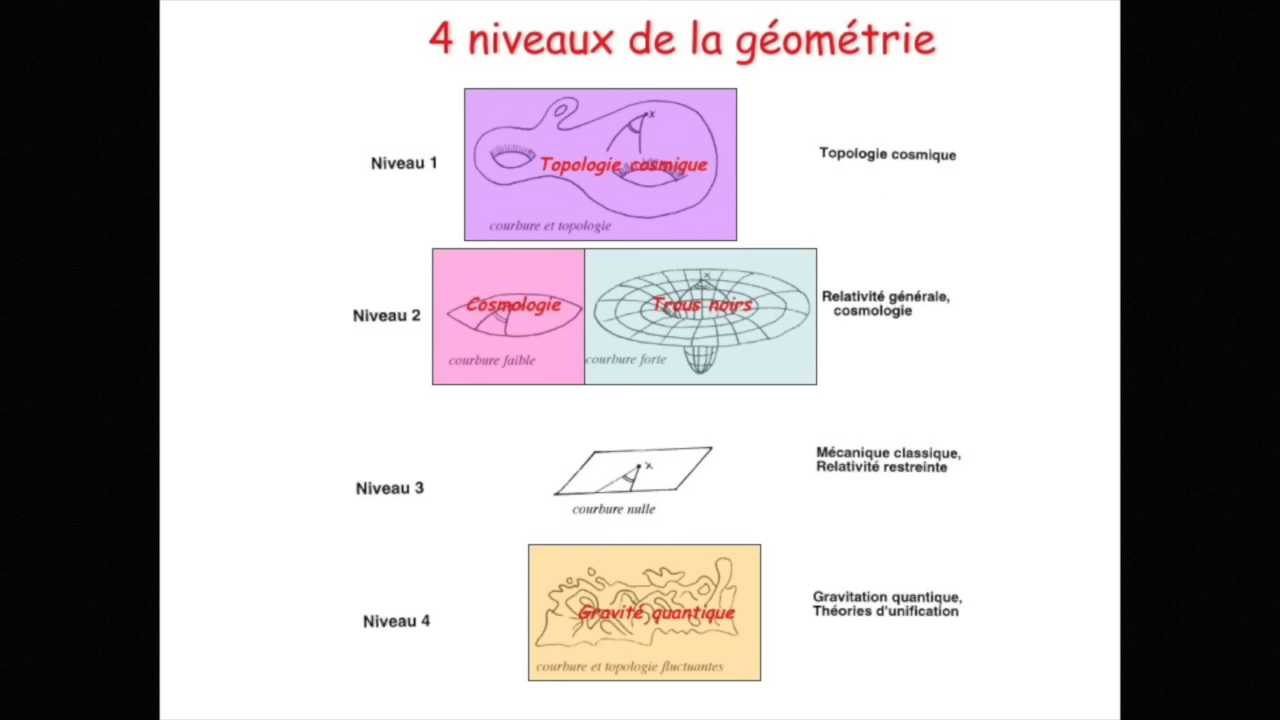 4 niveaux de la géométrie
Niveau 1
x
Topologie cosmique
courbure et topologie
Topologie cosmique
Niveau 2
Cosmologie
courbure faible
x
Trous noirs
courbure forte
Relativité générale,
cosmologie
Niveau 3
x
courbure nulle
Mécanique classique,
Relativité restreinte
Niveau 4
Gravité quantique
courbure et topologie fluctuantes
Gravitation quantique,
Théories d'unification